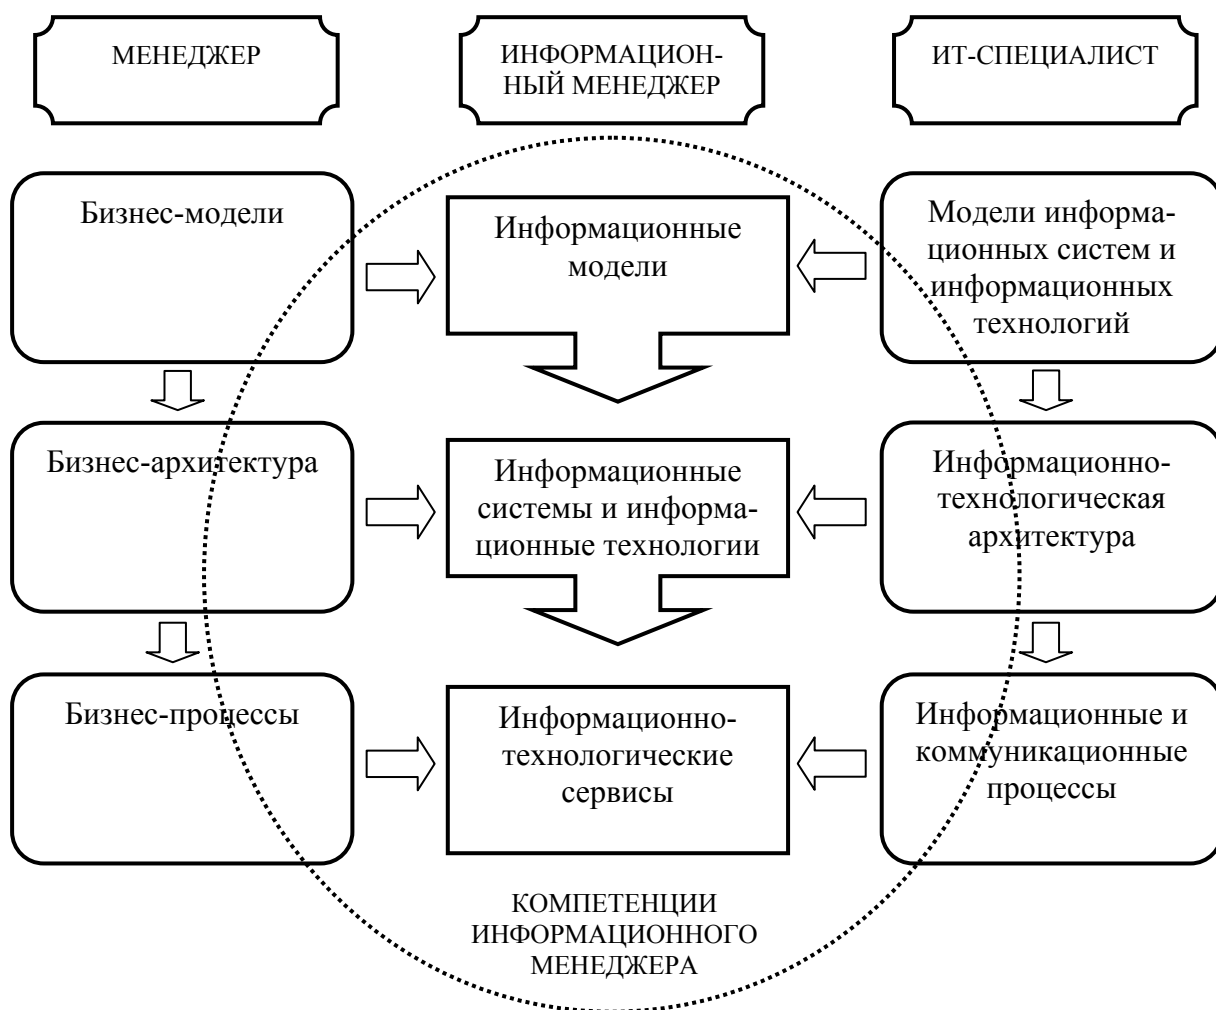 МЕНЕДЖЕР
ИНФОРМАЦИОН-
НЫЙ МЕНЕДЖЕР
ИТ-СПЕЦИАЛИСТ
Бизнес-модели
Информационные
модели
Модели информа-
ционных систем и
информационных
технологий
Бизнес-архитектура
Информационные
системы и информа-
ционные технологии
Информационно-
технологическая
архитектура
Бизнес-процессы
Информационно-
технологические
сервисы
Информационные и
коммуникационные
процессы
КОМПЕТЕНЦИИ
ИНФОРМАЦИОННОГО
МЕНЕДЖЕРА